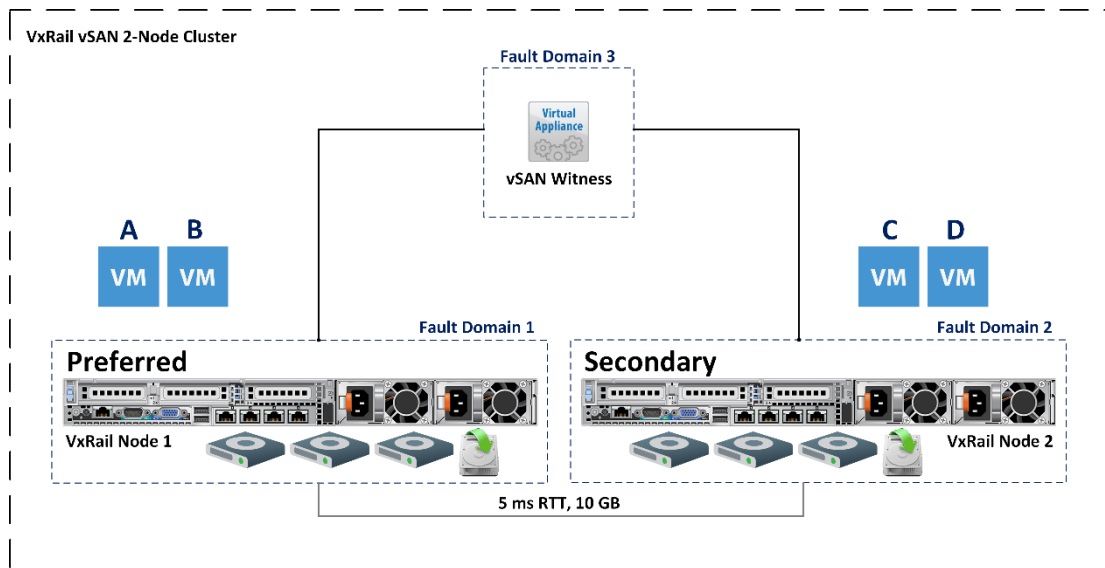 VxRail vSAN 2-Node Cluster
Fault Domain 3
Virtual
Appliance
vSAN Witness
A B
VM VM
C D
VM VM
Fault Domain 1
Preferred
VxRail Node 1
Fault Domain 2
Secondary
VxRail Node 2
5 ms RTT, 10 GB